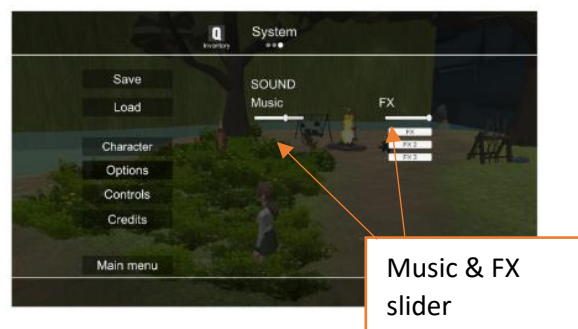 Q
Inventory
System
Save
Load
Character
Options
Controls
Credits
Main menu
SOUND
Music
FX
FX
FX 2
FX 3
Music & FX
slider